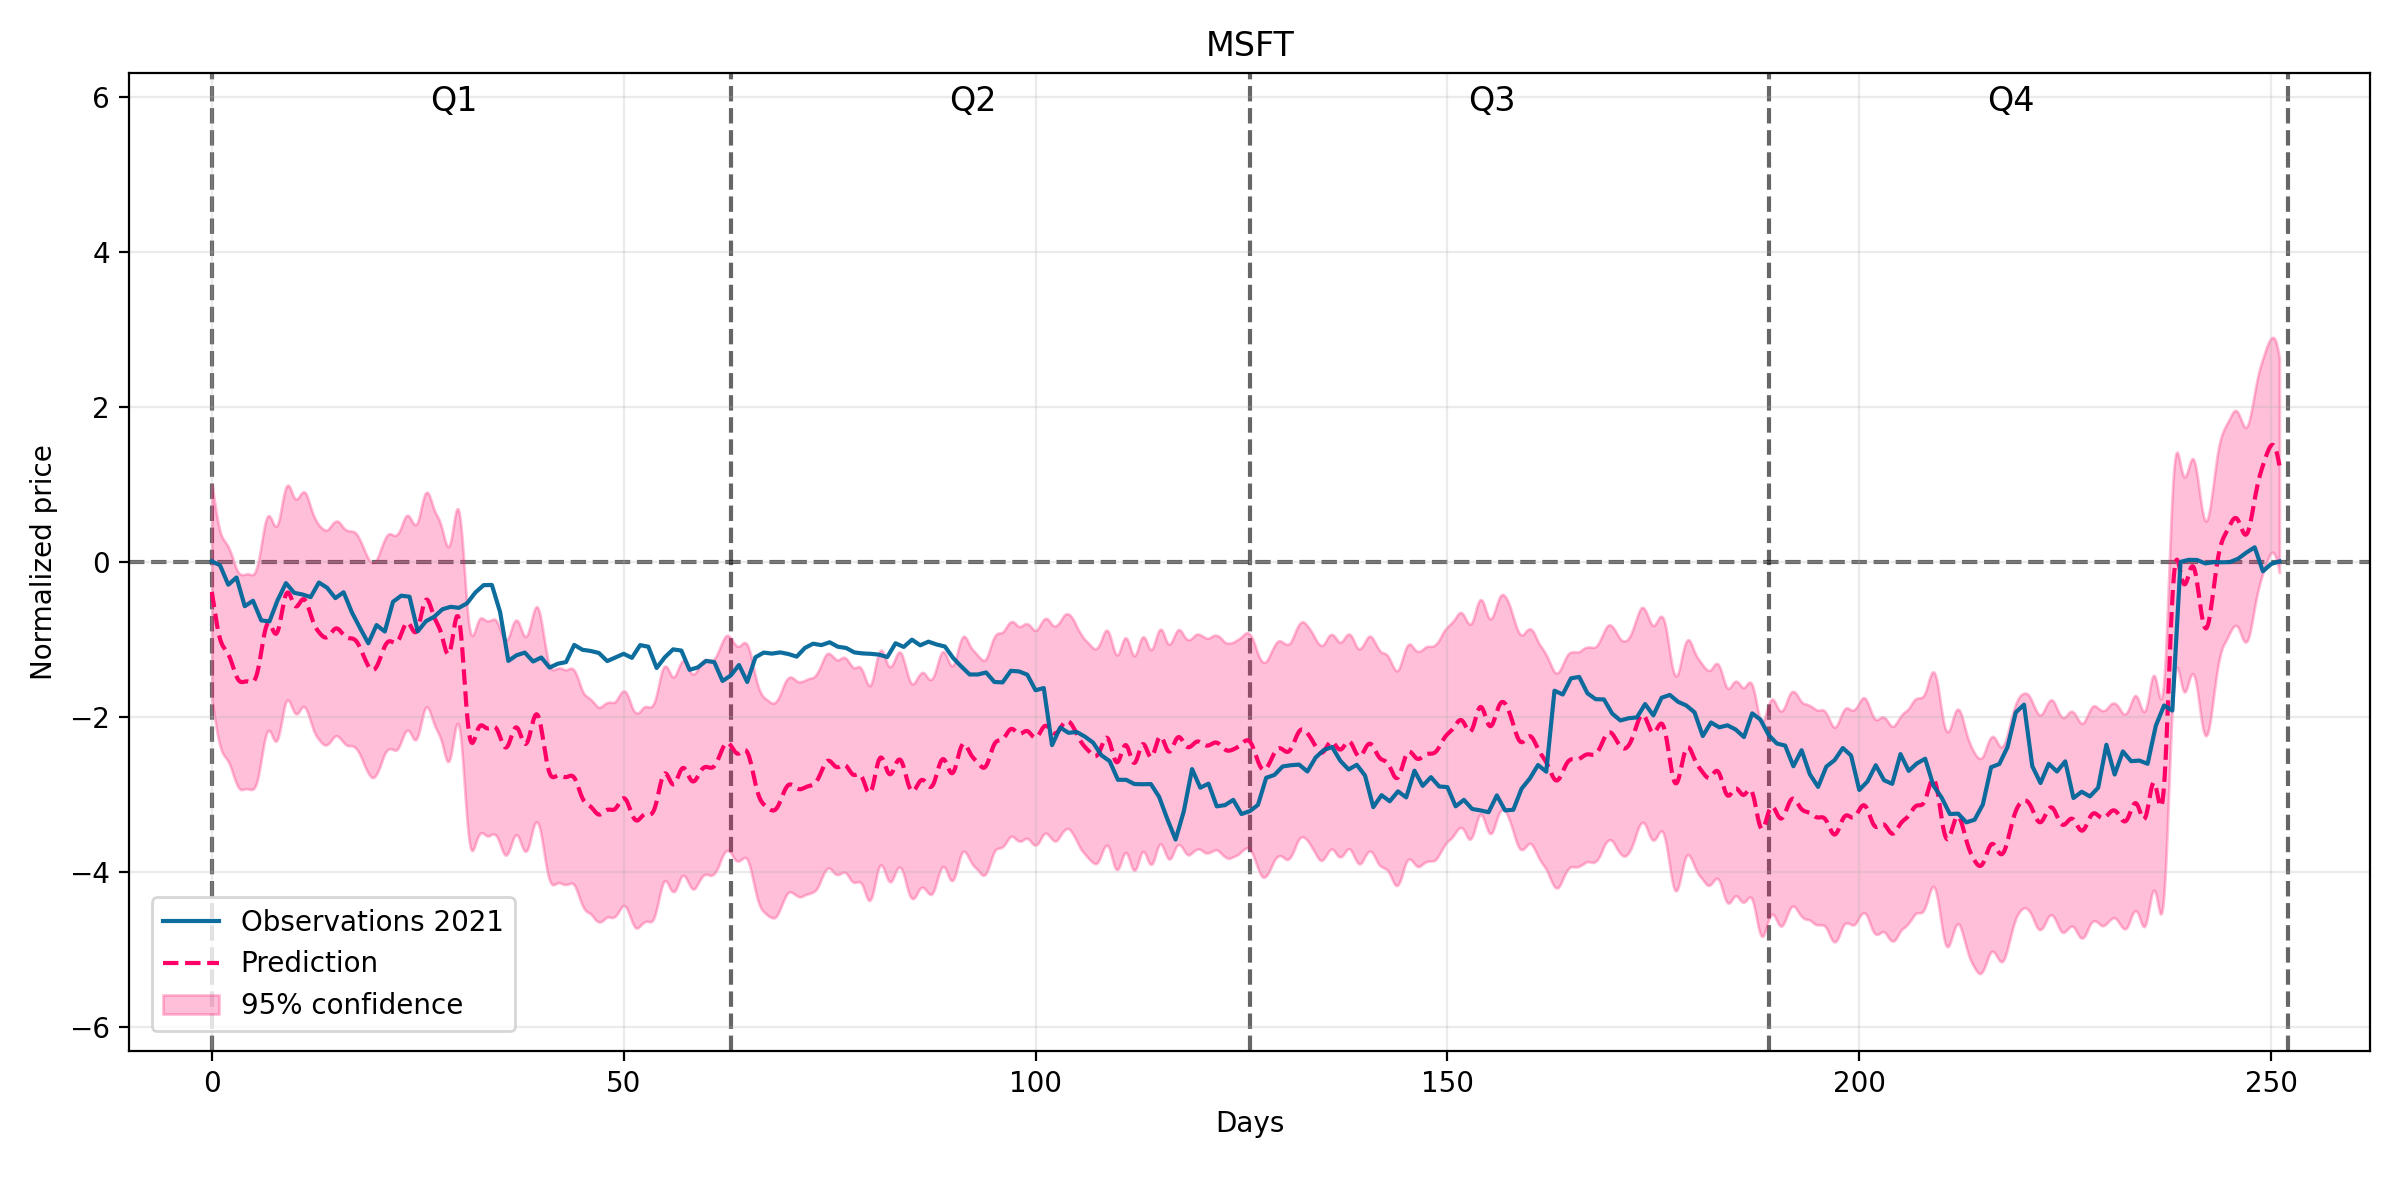 MSFT
Q1 Q2 Q3 Q4
6
4
2
0
−2
−4
−6
Normalized price
Observations 2021
Prediction
95% confidence
0 50 100 150 200 250
Days